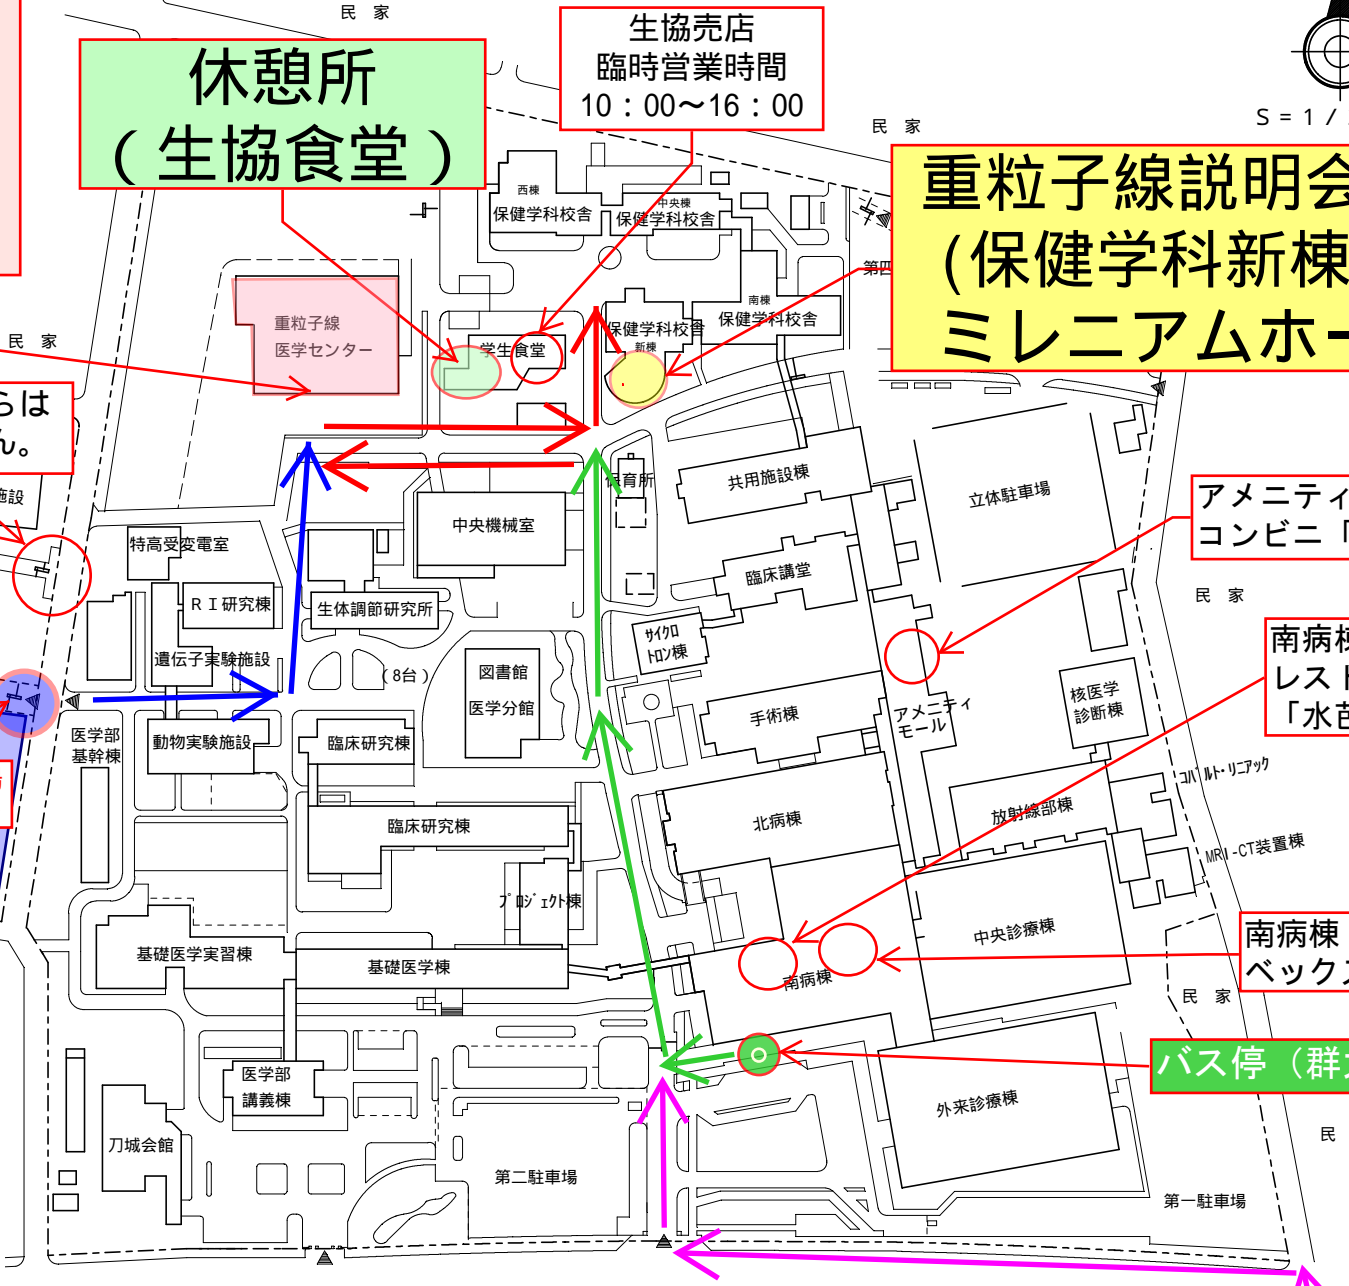 民 家
休憩所
(生協食堂)
生協売店
臨時営業時間
10：00～16：00
民 家
S=1/
重粒子線説明会
(保健学科新棟
ミレニアムホー
西棟
保健学科校舎
中央棟
保健学科校舎
第四
南棟
保健学科校舎
保健学科校舎
新棟
重粒子線
医学センター
学生食堂
民 家
らは
ん。
施設
共用施設棟
立体駐車場
保育所
中央機械室
アメニティ
コンビニ「
特高受変電室
臨床講堂
RI研究棟
生体調節研究所
民 家
サイクロ
トロン棟
遺伝子実験施設
(8台)
図書館
医学分館
南病棟
レスト
「水芭
核医学
診断棟
手術棟
アメニティ
モール
医学部
基幹棟
動物実験施設
臨床研究棟
コバルト・リニアック
放射線部棟
北病棟
臨床研究棟
MRI-CT装置棟
プロジェクト棟
中央診療棟
南病棟
ベックス
基礎医学実習棟
基礎医学棟
南病棟
民 家
バス停（群大
医学部
講義棟
外来診療棟
民
刀城会館
第二駐車場
第一駐車場